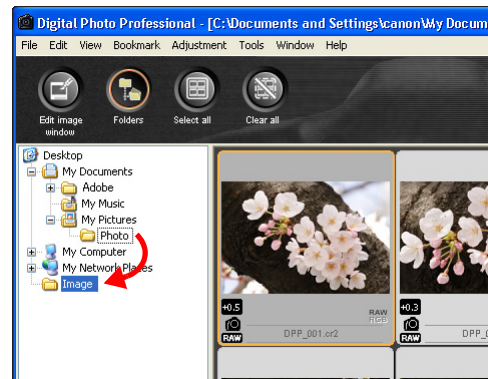 Digital Photo Professional - [C:\Documents and Settings\canon\My Docum
File Edit View Bookmark Adjustment Tools Window Help
Edit image window
Folders
Select all
Clear all
Desktop
My Documents
Adobe
My Music
My Pictures
Photo
My Computer
My Network Places
Image
+0.5
RAW
RGB
RAW
DPP_001.cr2
+0.3
RAW
DPP_0